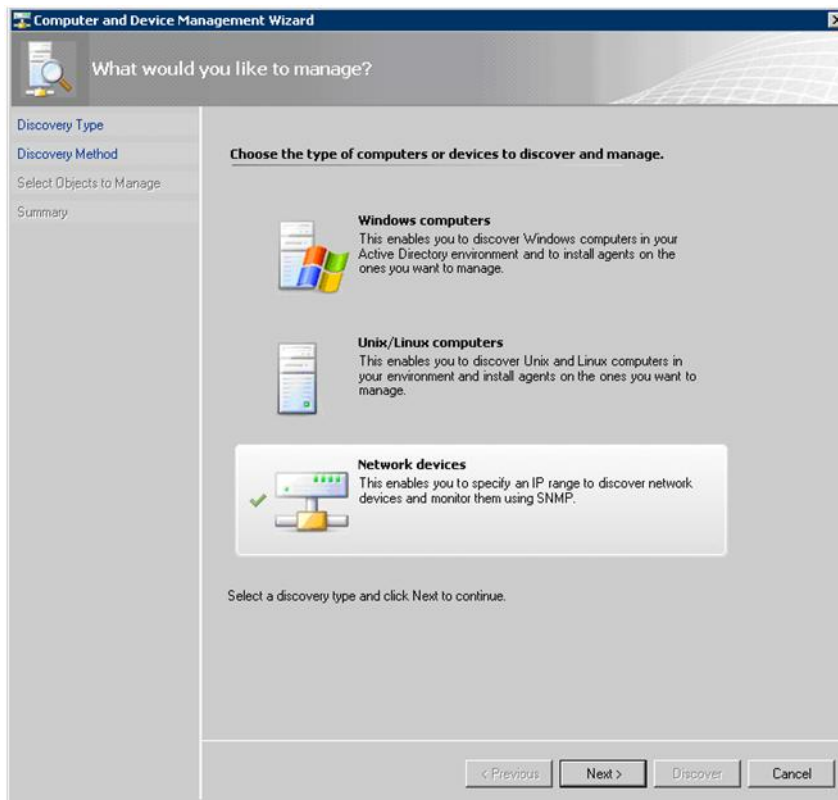 Computer and Device Management Wizard
What would you like to manage?
Discovery Type
Discovery Method
Select Objects to Manage
Summary
Choose the type of computers or devices to discover and manage.
Windows computers
This enables you to discover Windows computers in your
Active Directory environment and to install agents on the
ones you want to manage.
Unix/Linux computers
This enables you to discover Unix and Linux computers in
your environment and install agents on the ones you want to
manage.
Network devices
This enables you to specify an IP range to discover network
devices and monitor them using SNMP.
Select a discovery type and click Next to continue.
< Previous
Next >
Discover
Cancel